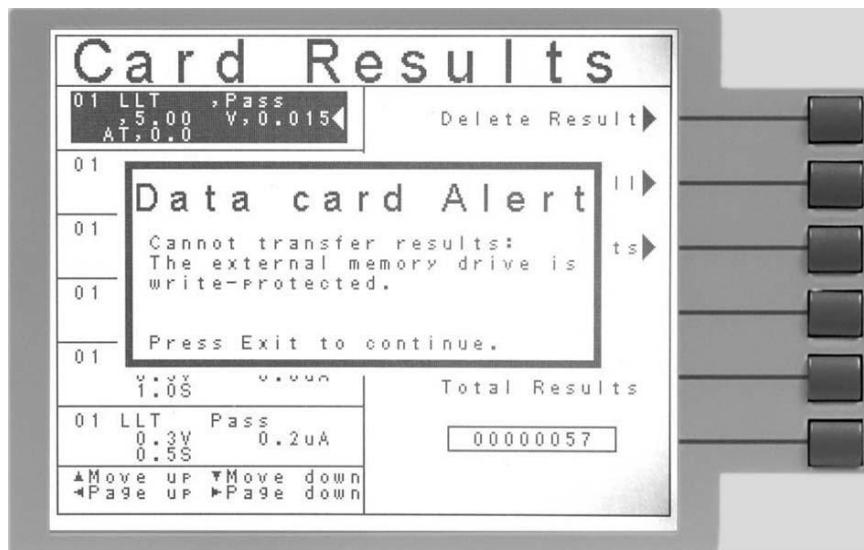 Card Results
01 LLT ,Pass
,5.00 V,0.015
AT,0.0
Delete Result
01
ll
Data card Alert
01
Cannot transfer results:
The external memory drive is
write-protected.
ts
01
Press Exit to continue.
01
1.0S
Total Results
01 LLT Pass
0.3V 0.2uA
0.5S
00000057
▲Move up ▼Move down
◀Page up ▶Page down